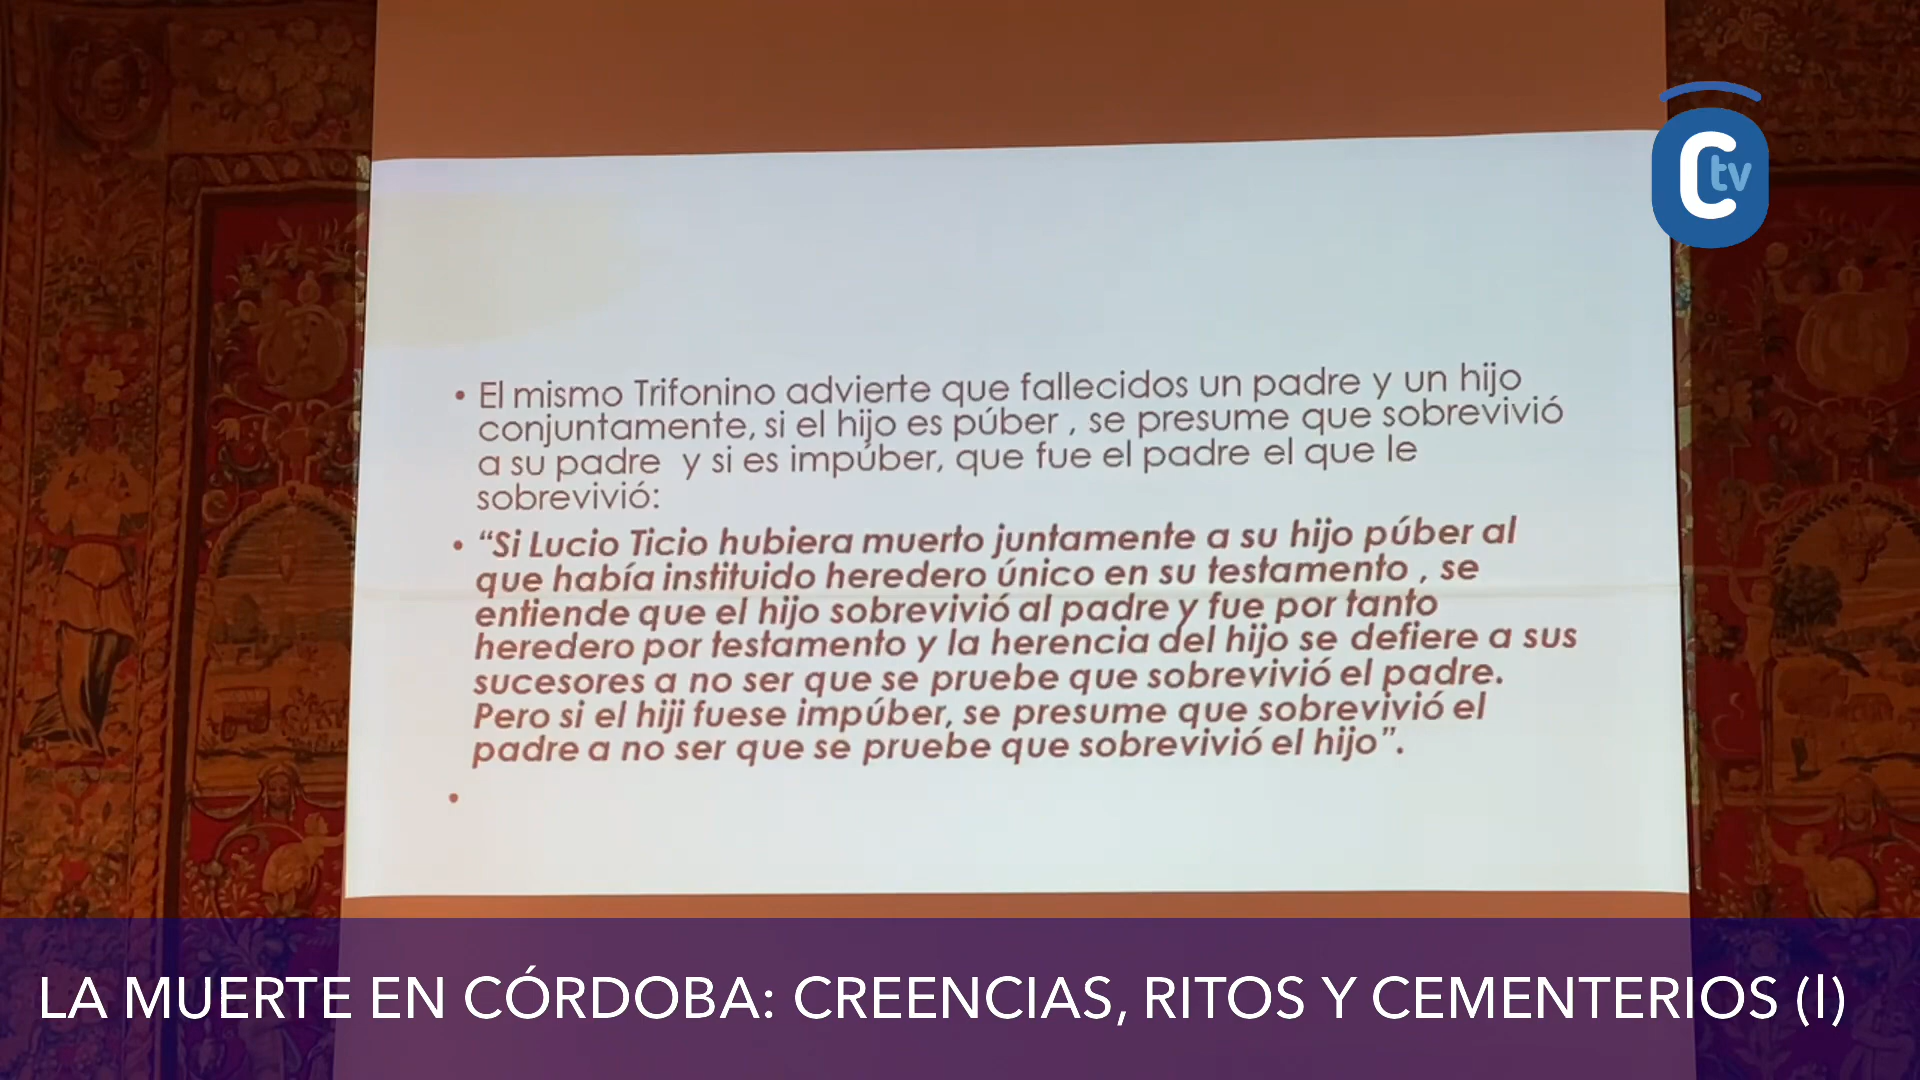 C tv
• El mismo Trifonino advierte que fallecidos un padre y un hijo
conjuntamente, si el hijo es púber , se presume que sobrevivió
a su padre y si es impúber, que fue el padre el que le
sobrevivió:
• “Si Lucio Ticio hubiera muerto juntamente a su hijo púber al
que había instituido heredero único en su testamento , se
entiende que el hijo sobrevivió al padre y fue por tanto
heredero por testamento y la herencia del hijo se defiere a sus
sucesores a no ser que se pruebe que sobrevivió el padre.
Pero si el hiji fuese impúber, se presume que sobrevivió el
padre a no ser que se pruebe que sobrevivió el hijo”.
•
LA MUERTE EN CÓRDOBA: CREENCIAS, RITOS Y CEMENTERIOS (I)